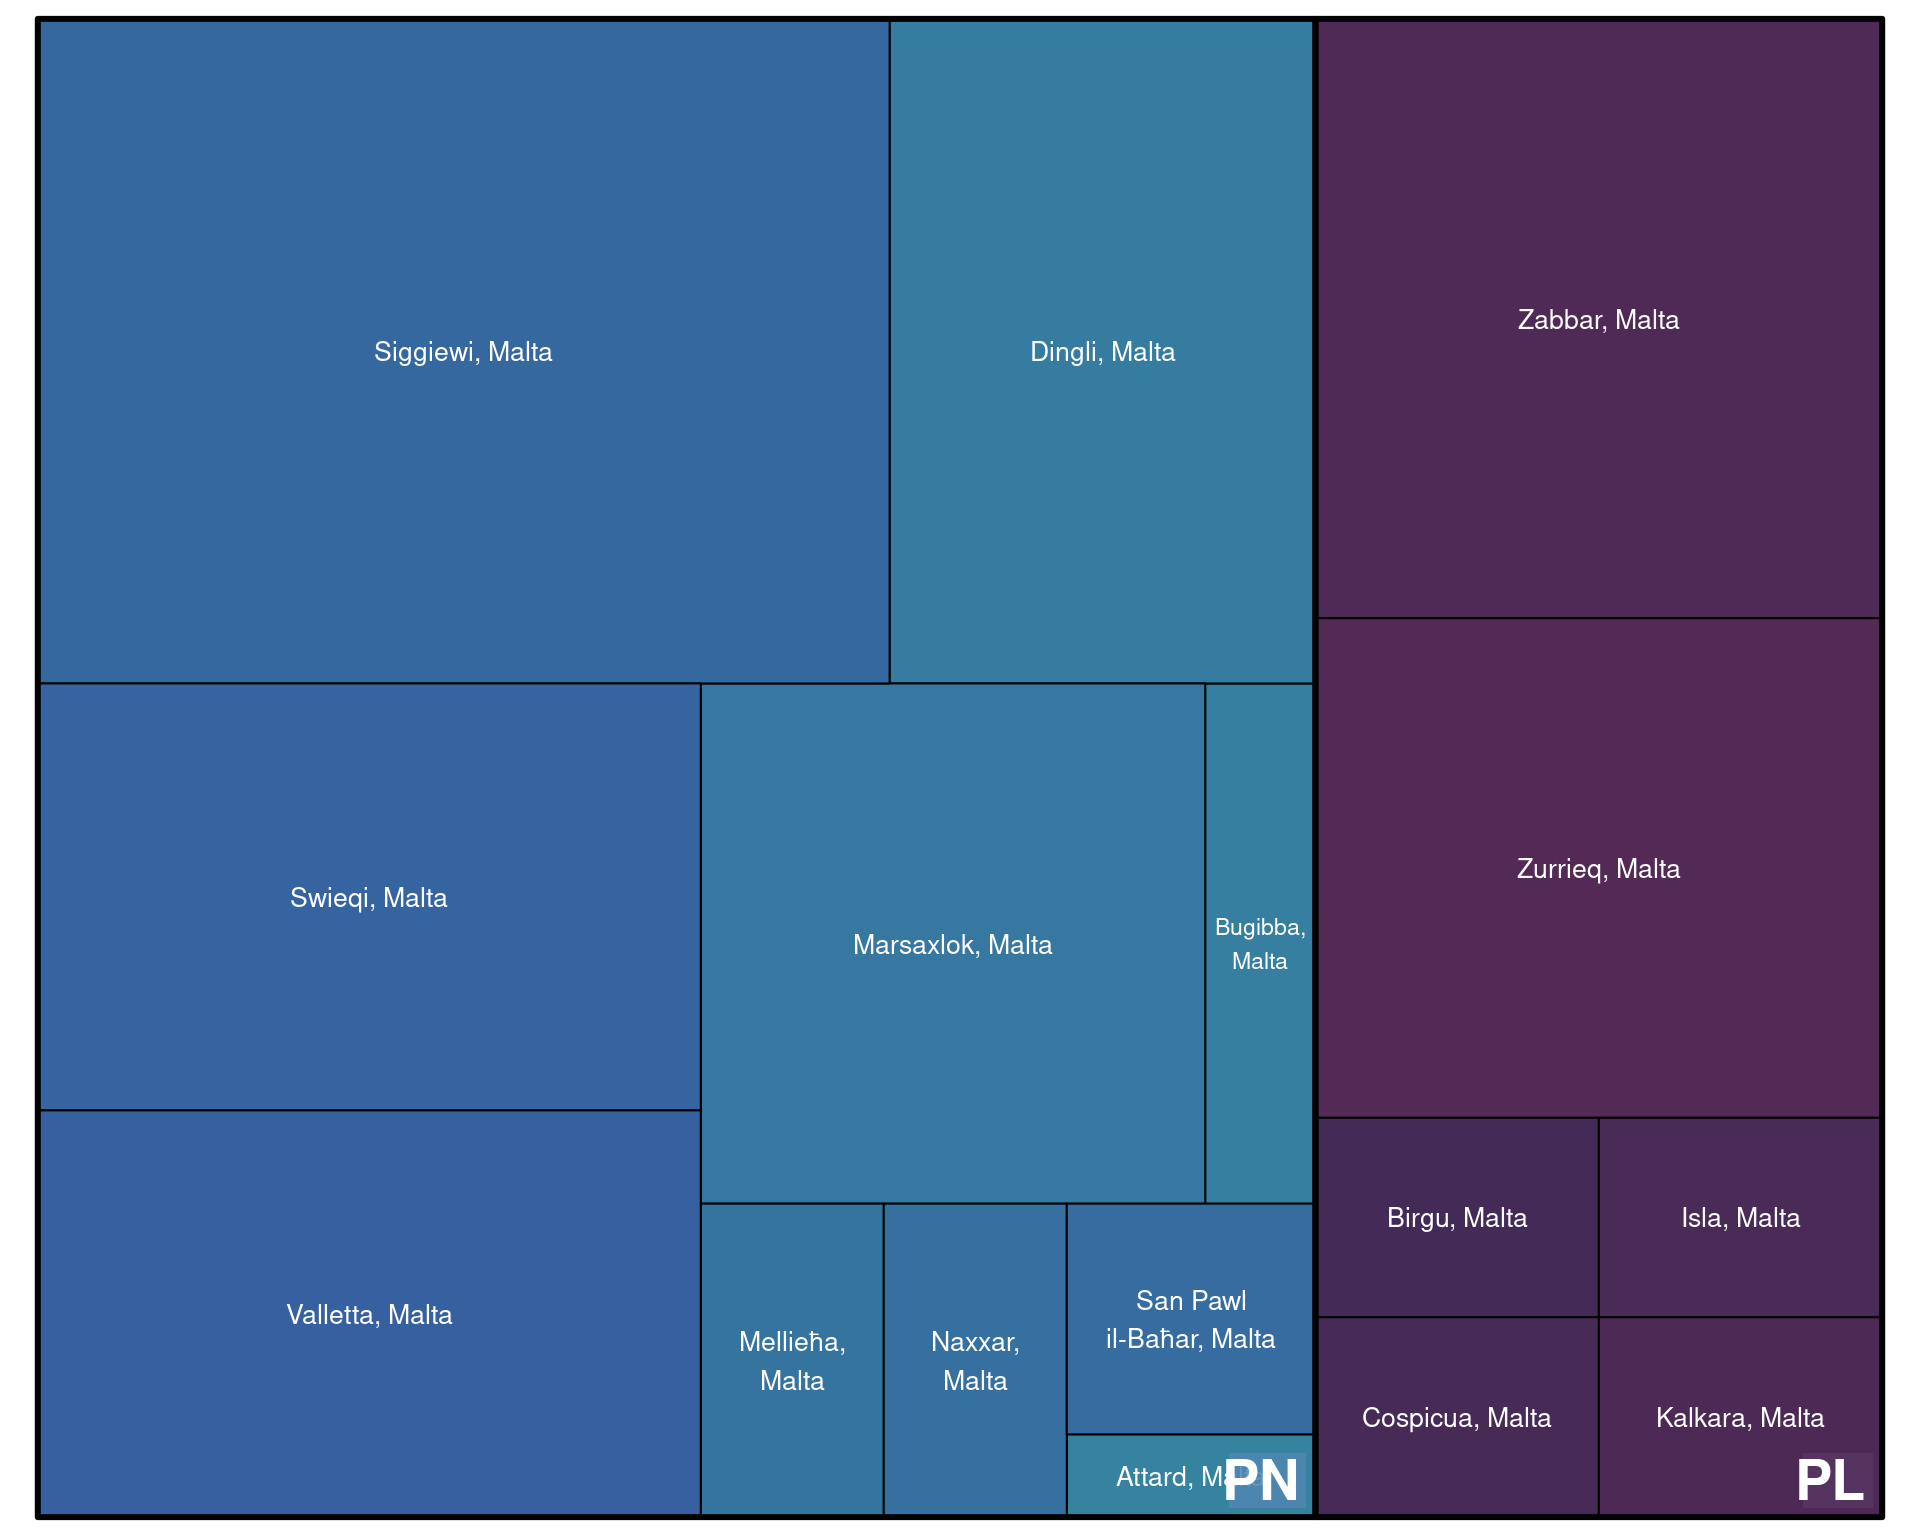 Siggiewi, Malta
Dingli, Malta
Zabbar, Malta
Swieqi, Malta
Marsaxlok, Malta
Bugibba,
Malta
Zurrieq, Malta
Valletta, Malta
Mellieħa,
Malta
Naxxar,
Malta
San Pawl
il-Baħar, Malta
Attard,
PN
Birgu, Malta
Isla, Malta
Cospicua, Malta
Kalkara, Malta
PL